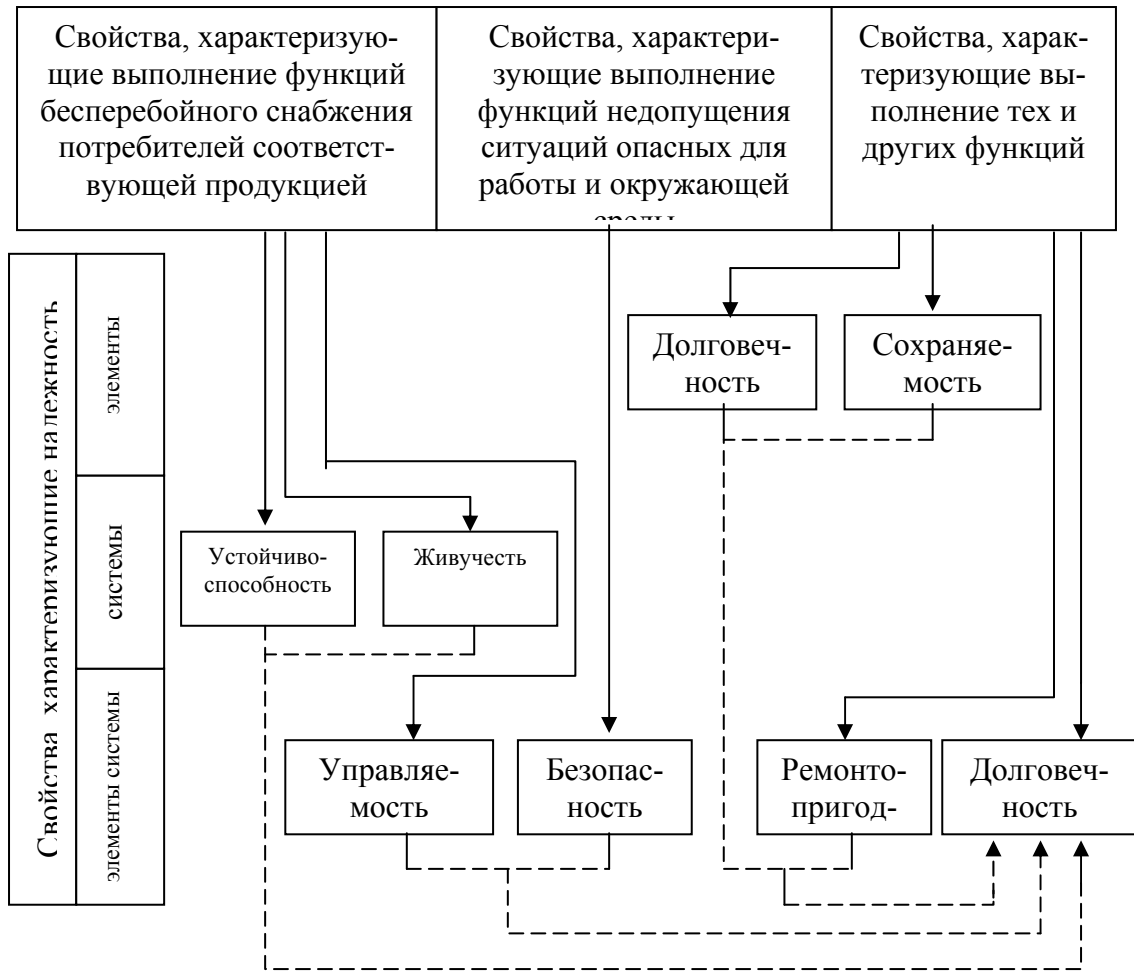 Свойства, характеризую-
щие выполнение функций
бесперебойного снабжения
потребителей соответст-
вующей продукцией
Свойства, характери-
зующие выполнение
функций недопущения
ситуаций опасных для
работы и окружающей
среды
Свойства, харак-
теризующие вы-
полнение тех и
других функций
Свойства характеризующие надежность
элементы
системы
элементы системы
Долговеч-
ность
Сохраняе-
мость
Устойчиво-
способность
Живучесть
Управляе-
мость
Безопас-
ность
Ремонто-
пригод-
Долговеч-
ность